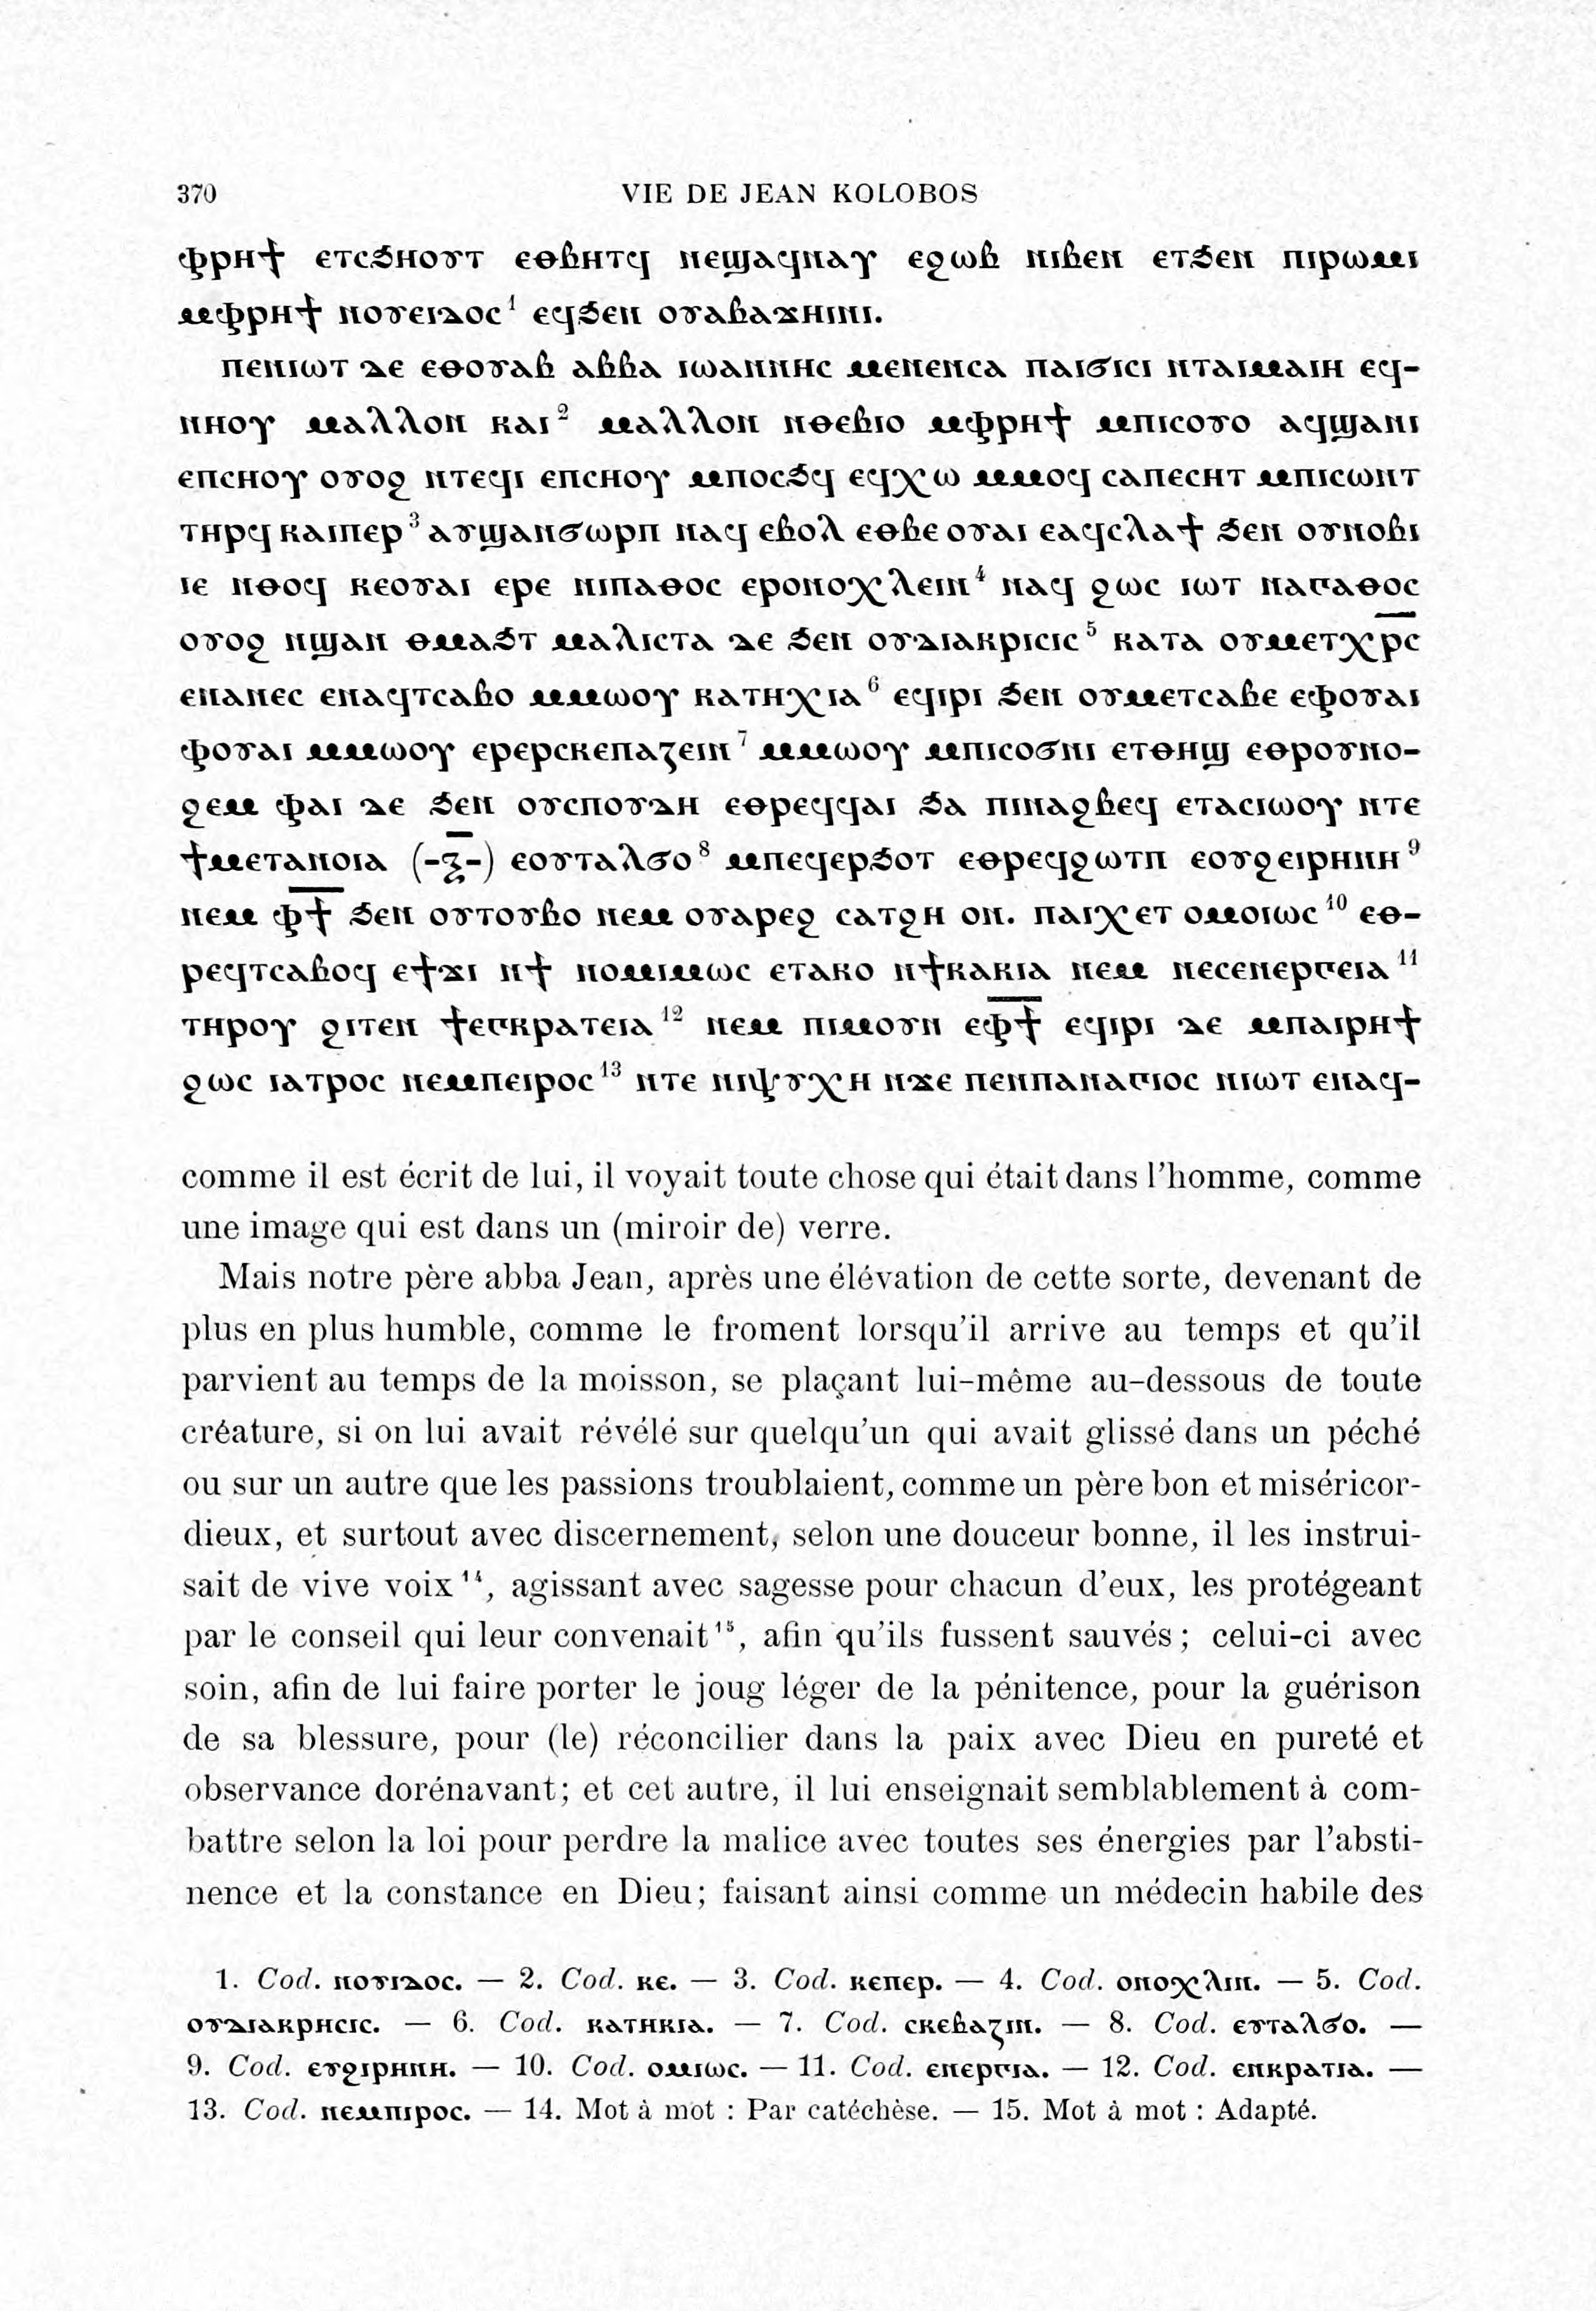 370 VIE DE JEAN KOLOBOS
ⲫⲣⲏϯ ⲉⲧⲥϧⲏⲟⲩⲧ ⲉⲑⲃⲏⲧϥ ⲛⲉϣⲁϥⲛⲁⲩ ⲉϩⲱⲃ ⲛⲓⲃⲉⲛ ⲉⲧϧⲉⲛ ⲡⲓⲣⲱⲙⲓ
ⲙⲫⲣⲏϯ ⲛⲟⲩⲉⲓⲇⲟⲥ¹ ⲉϥϧⲉⲛ ⲟⲩⲁⲃⲁϫⲏⲓⲛⲓ.
ⲡⲉⲛⲓⲱⲧ ⲇⲉ ⲉⲑⲟⲩⲁⲃ ⲁⲃⲃⲁ ⲓⲱⲁⲛⲛⲏⲥ ⲙⲉⲛⲉⲛⲥⲁ ⲡⲁⲓϭⲓⲥⲓ ⲛⲧⲁⲓⲙⲁⲓⲏ ⲉϥ-
ⲛⲏⲟⲩ ⲙⲁⲗⲗⲟⲛ ⲕⲁⲓ² ⲙⲁⲗⲗⲟⲛ ⲛⲑⲉⲃⲓⲟ ⲙⲫⲣⲏϯ ⲙⲡⲓⲥⲟⲩⲟ ⲁϥϣⲁⲛⲓ
ⲉⲡⲥⲏⲟⲩ ⲟⲩⲟϩ ⲛⲧⲉϥⲓ ⲉⲡⲥⲏⲟⲩ ⲙⲡⲟⲥϧϥ ⲉϥⲭⲱ ⲙⲙⲟϥ ⲥⲁⲡⲉⲥⲏⲧ ⲙⲡⲓⲥⲱⲛⲧ
ⲧⲏⲣϥ ⲕⲁⲓⲡⲉⲣ³ ⲁⲩϣⲁⲛϭⲱⲣⲡ ⲛⲁϥ ⲉⲃⲟⲗ ⲉⲑⲃⲉ ⲟⲩⲁⲓ ⲉⲁϥⲥⲗⲁϯ ϧⲉⲛ ⲟⲩⲛⲟⲃⲓ
ⲓⲉ ⲛⲑⲟϥ ⲕⲉⲟⲩⲁⲓ ⲉⲣⲉ ⲛⲓⲡⲁⲑⲟⲥ ⲉⲣⲟⲛⲟⲭⲗⲉⲓⲛ⁴ ⲛⲁϥ ϩⲱⲥ ⲓⲱⲧ ⲛⲁⲅⲁⲑⲟⲥ
ⲟⲩⲟϩ ⲛϣⲁⲛ ⲑⲙⲁϧⲧ ⲙⲁⲗⲓⲥⲧⲁ ⲇⲉ ϧⲉⲛ ⲟⲩⲇⲓⲁⲕⲣⲓⲥⲓⲥ⁵ ⲕⲁⲧⲁ ⲟⲩⲙⲉⲧⲭ̅ⲣ̅ⲥ̅
ⲉⲛⲁⲛⲉⲥ ⲉⲛⲁϥⲧⲥⲁⲃⲟ ⲙⲙⲱⲟⲩ ⲕⲁⲧⲏⲭⲓⲁ⁶ ⲉϥⲓⲣⲓ ϧⲉⲛ ⲟⲩⲙⲉⲧⲥⲁⲃⲉ ⲉⲫⲟⲩⲁⲓ
ⲫⲟⲩⲁⲓ ⲙⲙⲱⲟⲩ ⲉⲣⲉⲣⲥⲕⲉⲡⲁⲍⲉⲓⲛ⁷ ⲙⲙⲱⲟⲩ ⲙⲡⲓⲥⲟϭⲛⲓ ⲉⲧⲑⲏϣ ⲉⲑⲣⲟⲩⲛⲟ-
ϩⲉⲙ ⲫⲁⲓ ⲇⲉ ϧⲉⲛ ⲟⲩⲥⲡⲟⲩⲇⲏ ⲉⲑⲣⲉϥϥⲁⲓ ϧⲁ ⲡⲓⲛⲁϩⲃⲉϥ ⲉⲧⲁⲥⲓⲱⲟⲩ ⲛⲧⲉ
ϯⲙⲉⲧⲁⲛⲟⲓⲁ (-ⲝ̅-) ⲉⲟⲩⲧⲁⲗϭⲟ⁸ ⲙⲡⲉϥⲉⲣϧⲟⲧ ⲉⲑⲣⲉϥϩⲱⲧⲡ ⲉⲟⲩϩⲉⲓⲣⲏⲛⲏ⁹
ⲛⲉⲙ ⲫ̅ϯ̅ ϧⲉⲛ ⲟⲩⲧⲟⲩⲃⲟ ⲛⲉⲙ ⲟⲩⲁⲣⲉϩ ⲥⲁⲧϩⲏ ⲟⲛ. ⲡⲁⲓⲭⲉⲧ ⲟⲙⲟⲓⲱⲥ¹⁰ ⲉⲑ-
ⲣⲉϥⲧⲥⲁⲃⲟϥ ⲉϯϫⲓ ⲛϯ ⲛⲟⲙⲓⲙⲱⲥ ⲉⲧⲁⲕⲟ ⲛϯⲕⲁⲕⲓⲁ ⲛⲉⲙ ⲛⲉⲥⲉⲛⲉⲣⲅⲉⲓⲁ¹¹
ⲧⲏⲣⲟⲩ ϩⲓⲧⲉⲛ ϯⲉⲅⲕⲣⲁⲧⲉⲓⲁ¹² ⲛⲉⲙ ⲡⲓⲙⲟⲩⲛ ⲉⲫ̅ϯ̅ ⲉϥⲓⲣⲓ ⲇⲉ ⲙⲡⲁⲓⲣⲏϯ
ϩⲱⲥ ⲓⲁⲧⲣⲟⲥ ⲛⲉⲙⲡⲉⲓⲣⲟⲥ¹³ ⲛⲧⲉ ⲛⲓⲯⲩⲭⲏ ⲛϫⲉ ⲡⲉⲛⲡⲁⲛⲁⲅⲓⲟⲥ ⲛⲓⲱⲧ ⲉⲛⲁϥ-
comme il est écrit de lui, il voyait toute chose qui était dans l'homme, comme
une image qui est dans un (miroir de) verre.
Mais notre père abba Jean, après une élévation de cette sorte, devenant de
plus en plus humble, comme le froment lorsqu'il arrive au temps et qu'il
parvient au temps de la moisson, se plaçant lui-même au-dessous de toute
créature, si on lui avait révélé sur quelqu'un qui avait glissé dans un péché
ou sur un autre que les passions troublaient, comme un père bon et miséricor-
dieux, et surtout avec discernement, selon une douceur bonne, il les instrui-
sait de vive voix¹⁴, agissant avec sagesse pour chacun d'eux, les protégeant
par le conseil qui leur convenait¹⁵, afin qu'ils fussent sauvés; celui-ci avec
soin, afin de lui faire porter le joug léger de la pénitence, pour la guérison
de sa blessure, pour (le) réconcilier dans la paix avec Dieu en pureté et
observance dorénavant; et cet autre, il lui enseignait semblablement à com-
battre selon la loi pour perdre la malice avec toutes ses énergies par l'absti-
nence et la constance en Dieu; faisant ainsi comme un médecin habile des
1. Cod. ⲛⲟⲩⲓⲇⲟⲥ. — 2. Cod. ⲕⲉ. — 3. Cod. ⲕⲉⲡⲉⲣ. — 4. Cod. ⲟⲛⲟⲭⲗⲓⲛ. — 5. Cod.
ⲟⲩⲇⲓⲁⲕⲣⲏⲥⲓⲥ. — 6. Cod. ⲕⲁⲧⲏⲕⲓⲁ. — 7. Cod. ⲥⲕⲉⲃⲁⲍⲓⲛ. — 8. Cod. ⲉⲩⲧⲁⲗϭⲟ. —
9. Cod. ⲉⲩϩⲓⲣⲏⲛⲏ. — 10. Cod. ⲟⲙⲓⲱⲥ. — 11. Cod. ⲉⲛⲉⲣⲅⲓⲁ. — 12. Cod. ⲉⲛⲕⲣⲁⲧⲓⲁ. —
13. Cod. ⲛⲉⲙⲡⲓⲣⲟⲥ. — 14. Mot à mot : Par catéchèse. — 15. Mot à mot : Adapté.